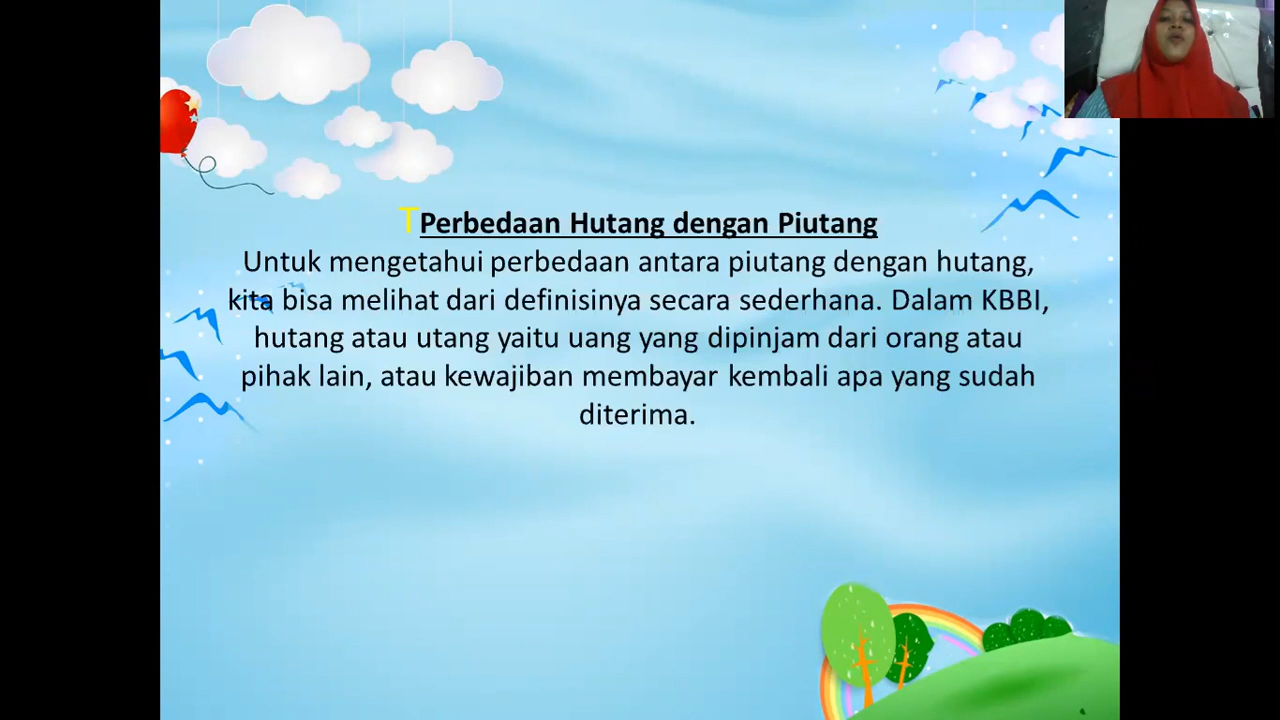 TPerbedaan Hutang dengan Piutang
Untuk mengetahui perbedaan antara piutang dengan hutang,
kita bisa melihat dari definisinya secara sederhana. Dalam KBBI,
hutang atau utang yaitu uang yang dipinjam dari orang atau
pihak lain, atau kewajiban membayar kembali apa yang sudah
diterima.